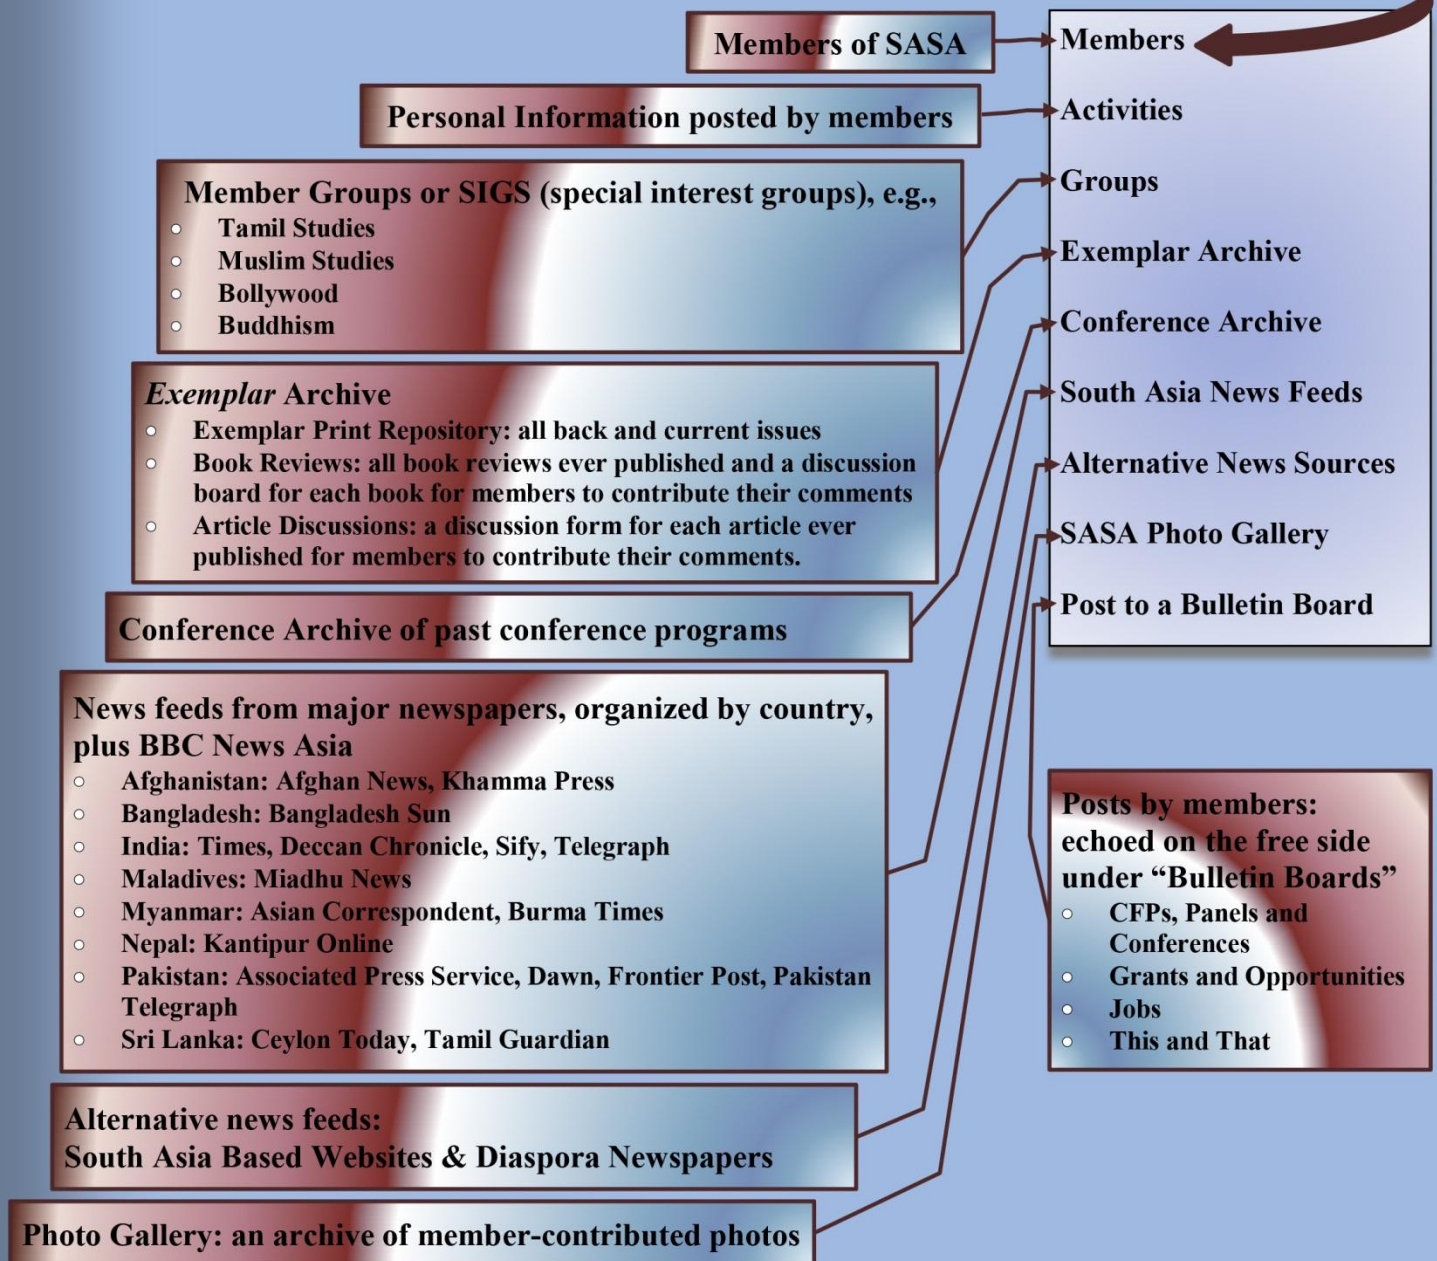 Members of SASA
Personal Information posted by members
Member Groups or SIGS (special interest groups), e.g.,
Tamil Studies
Muslim Studies
Bollywood
Buddhism
Exemplar Archive
Exemplar Print Repository: all back and current issues
Book Reviews: all book reviews ever published and a discussion
board for each book for members to contribute their comments
Article Discussions: a discussion form for each article ever
published for members to contribute their comments.
Conference Archive of past conference programs
News feeds from major newspapers, organized by country,
plus BBC News Asia
Afghanistan: Afghan News, Khamma Press
Bangladesh: Bangladesh Sun
India: Times, Deccan Chronicle, Sify, Telegraph
Maladives: Miadhu News
Myanmar: Asian Correspondent, Burma Times
Nepal: Kantipur Online
Pakistan: Associated Press Service, Dawn, Frontier Post, Pakistan
Telegraph
Sri Lanka: Ceylon Today, Tamil Guardian
Alternative news feeds:
South Asia Based Websites & Diaspora Newspapers
Photo Gallery: an archive of member-contributed photos
Members
Activities
Groups
Exemplar Archive
Conference Archive
South Asia News Feeds
Alternative News Sources
SASA Photo Gallery
Post to a Bulletin Board
Posts by members:
echoed on the free side
under “Bulletin Boards”
CFPs, Panels and
Conferences
Grants and Opportunities
Jobs
This and That